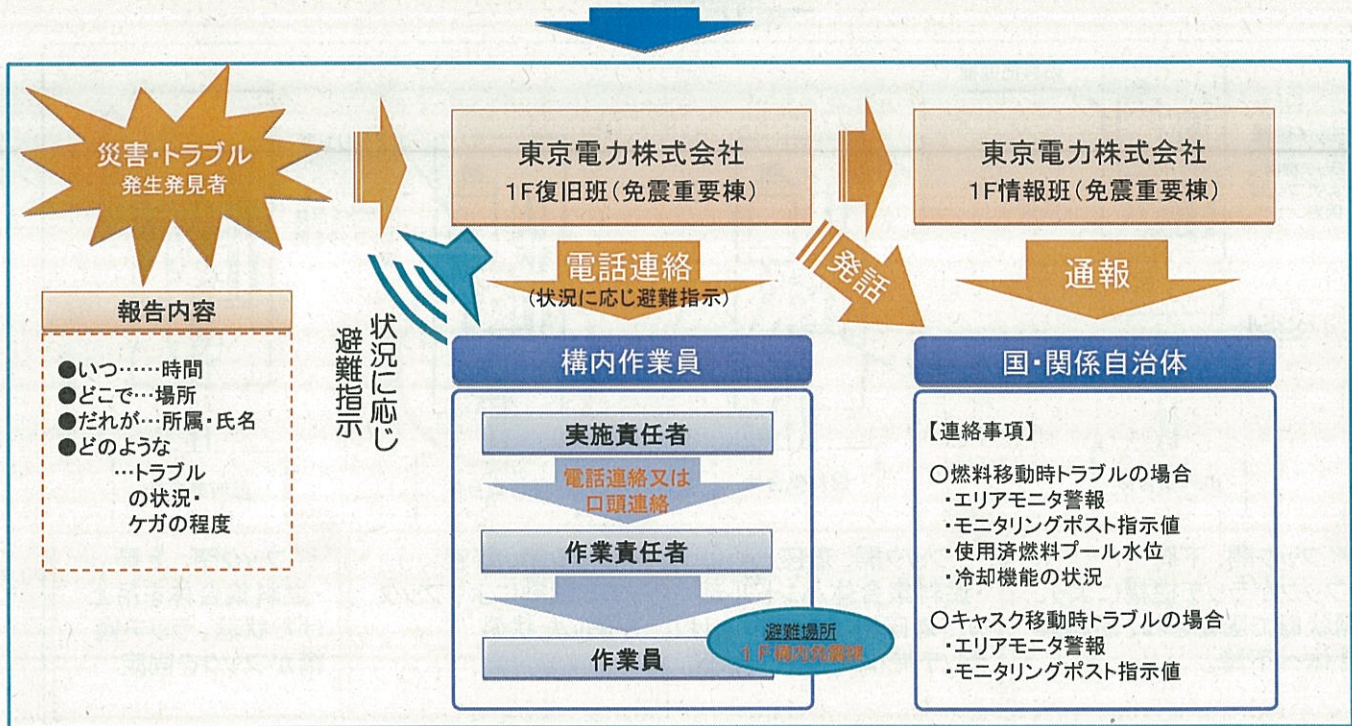 災害・トラブル
発生発見者
東京電力株式会社
1F復旧班(免震重要棟)
東京電力株式会社
1F情報班(免震重要棟)
報告内容
●いつ……時間
●どこで…場所
●だれが…所属・氏名
●どのような
…トラブル
の状況・
ケガの程度
状況に応じ
避難指示
電話連絡
(状況に応じ避難指示)
発話
通報
構内作業員
実施責任者
電話連絡又は
口頭連絡
作業責任者
作業員
避難場所
1F構内免震棟
国・関係自治体
【連絡事項】
○燃料移動時トラブルの場合
・エリアモニタ警報
・モニタリングポスト指示値
・使用済燃料プール水位
・冷却機能の状況
○キャスク移動時トラブルの場合
・エリアモニタ警報
・モニタリングポスト指示値